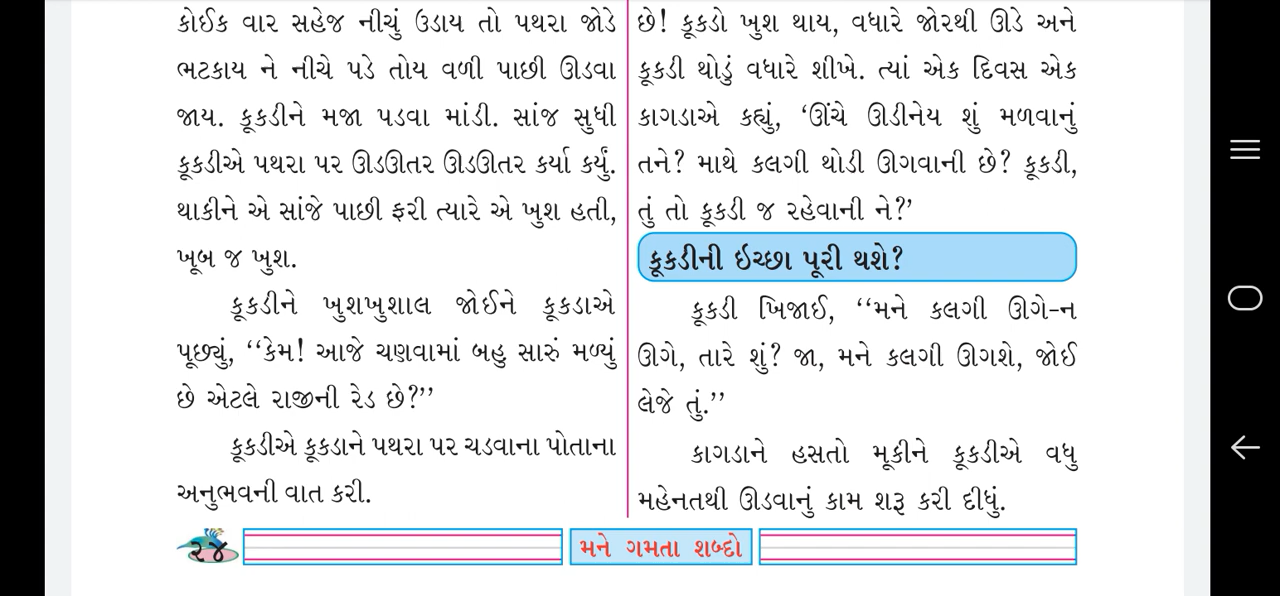 કોઈક વાર સહેજ નીચું ઉડાય તો પથરા જોડે
ભટકાય ને નીચે પડે તોય વળી પાછી ઊડવા
જાય. કૂકડીને મજા પડવા માંડી. સાંજ સુધી
કૂકડીએ પથરા પર ઊડઊતર ઊડઊતર કર્યા કર્યું.
થાકીને એ સાંજે પાછી ફરી ત્યારે એ ખુશ હતી,
ખૂબ જ ખુશ.
કૂકડીને ખુશખુશાલ જોઈને કૂકડાએ
પૂછ્યું, ‘‘કેમ! આજે ચણવામાં બહુ સારું મળ્યું
છે એટલે રાજીની રેડ છે?’’
કૂકડીએ કૂકડાને પથરા પર ચડવાના પોતાના
અનુભવની વાત કરી.
છે! કૂકડો ખુશ થાય, વધારે જોરથી ઊડે અને
કૂકડી થોડું વધારે શીખે. ત્યાં એક દિવસ એક
કાગડાએ કહ્યું, ‘ઊંચે ઊડીનેય શું મળવાનું
તને? માથે કલગી થોડી ઊગવાની છે? કૂકડી,
તું તો કૂકડી જ રહેવાની ને?’
કૂકડીની ઇચ્છા પૂરી થશે?
કૂકડી ખિજાઈ, ‘‘મને કલગી ઊગે-ન
ઊગે, તારે શું? જા, મને કલગી ઊગશે, જોઈ
લેજે તું.’’
કાગડાને હસતો મૂકીને કૂકડીએ વધુ
મહેનતથી ઊડવાનું કામ શરૂ કરી દીધું.
૨૪
મને ગમતા શબ્દો